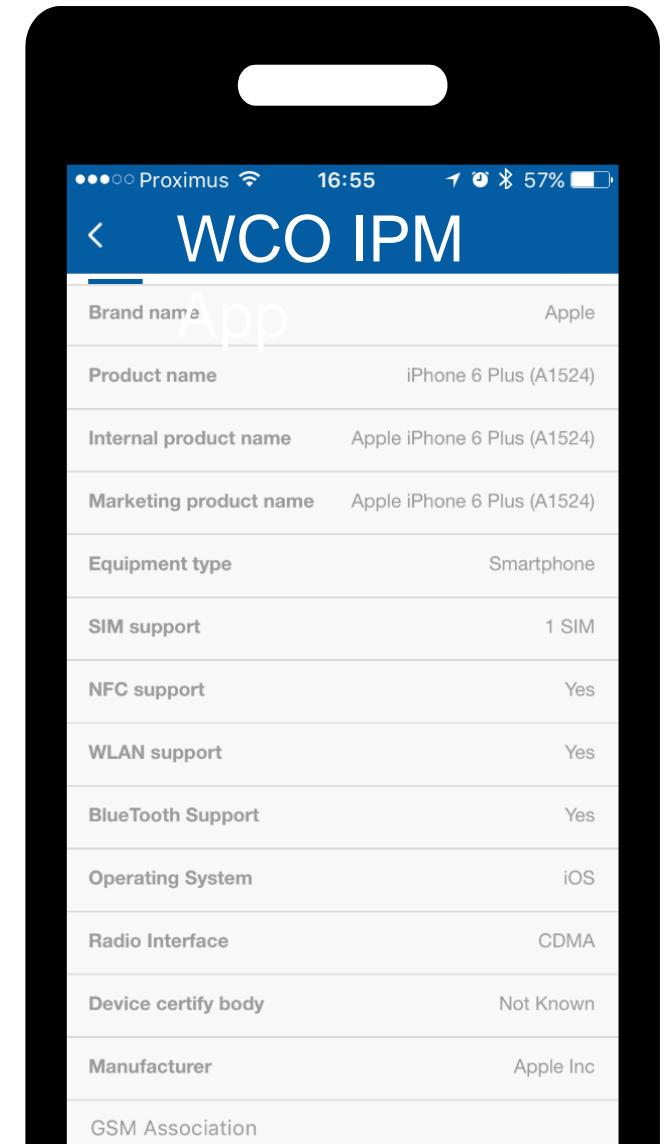 Proximus 16:55 57%
WCO IPM
App
Brand name Apple
Product name iPhone 6 Plus (A1524)
Internal product name Apple iPhone 6 Plus (A1524)
Marketing product name Apple iPhone 6 Plus (A1524)
Equipment type Smartphone
SIM support 1 SIM
NFC support Yes
WLAN support Yes
BlueTooth Support Yes
Operating System iOS
Radio Interface CDMA
Device certify body Not Known
Manufacturer Apple Inc
GSM Association